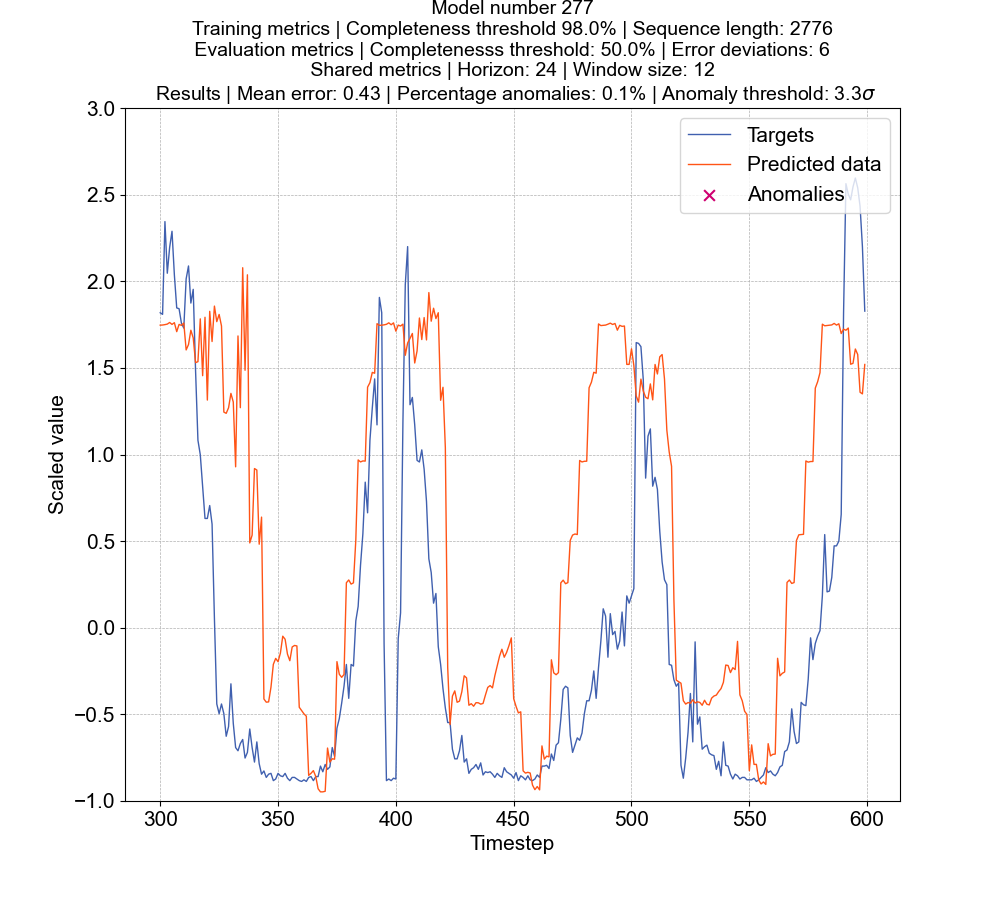 Model number 277
Training metrics | Completeness threshold 98.0% | Sequence length: 2776
Evaluation metrics | Completenesss threshold: 50.0% | Error deviations: 6
Shared metrics | Horizon: 24 | Window size: 12
Results | Mean error: 0.43 | Percentage anomalies: 0.1% | Anomaly threshold: 3.3σ
3.0
Targets
Predicted data
Anomalies
2.5
2.0
1.5
1.0
0.5
0.0
−0.5
−1.0
Scaled value
300 350 400 450 500 550 600
Timestep